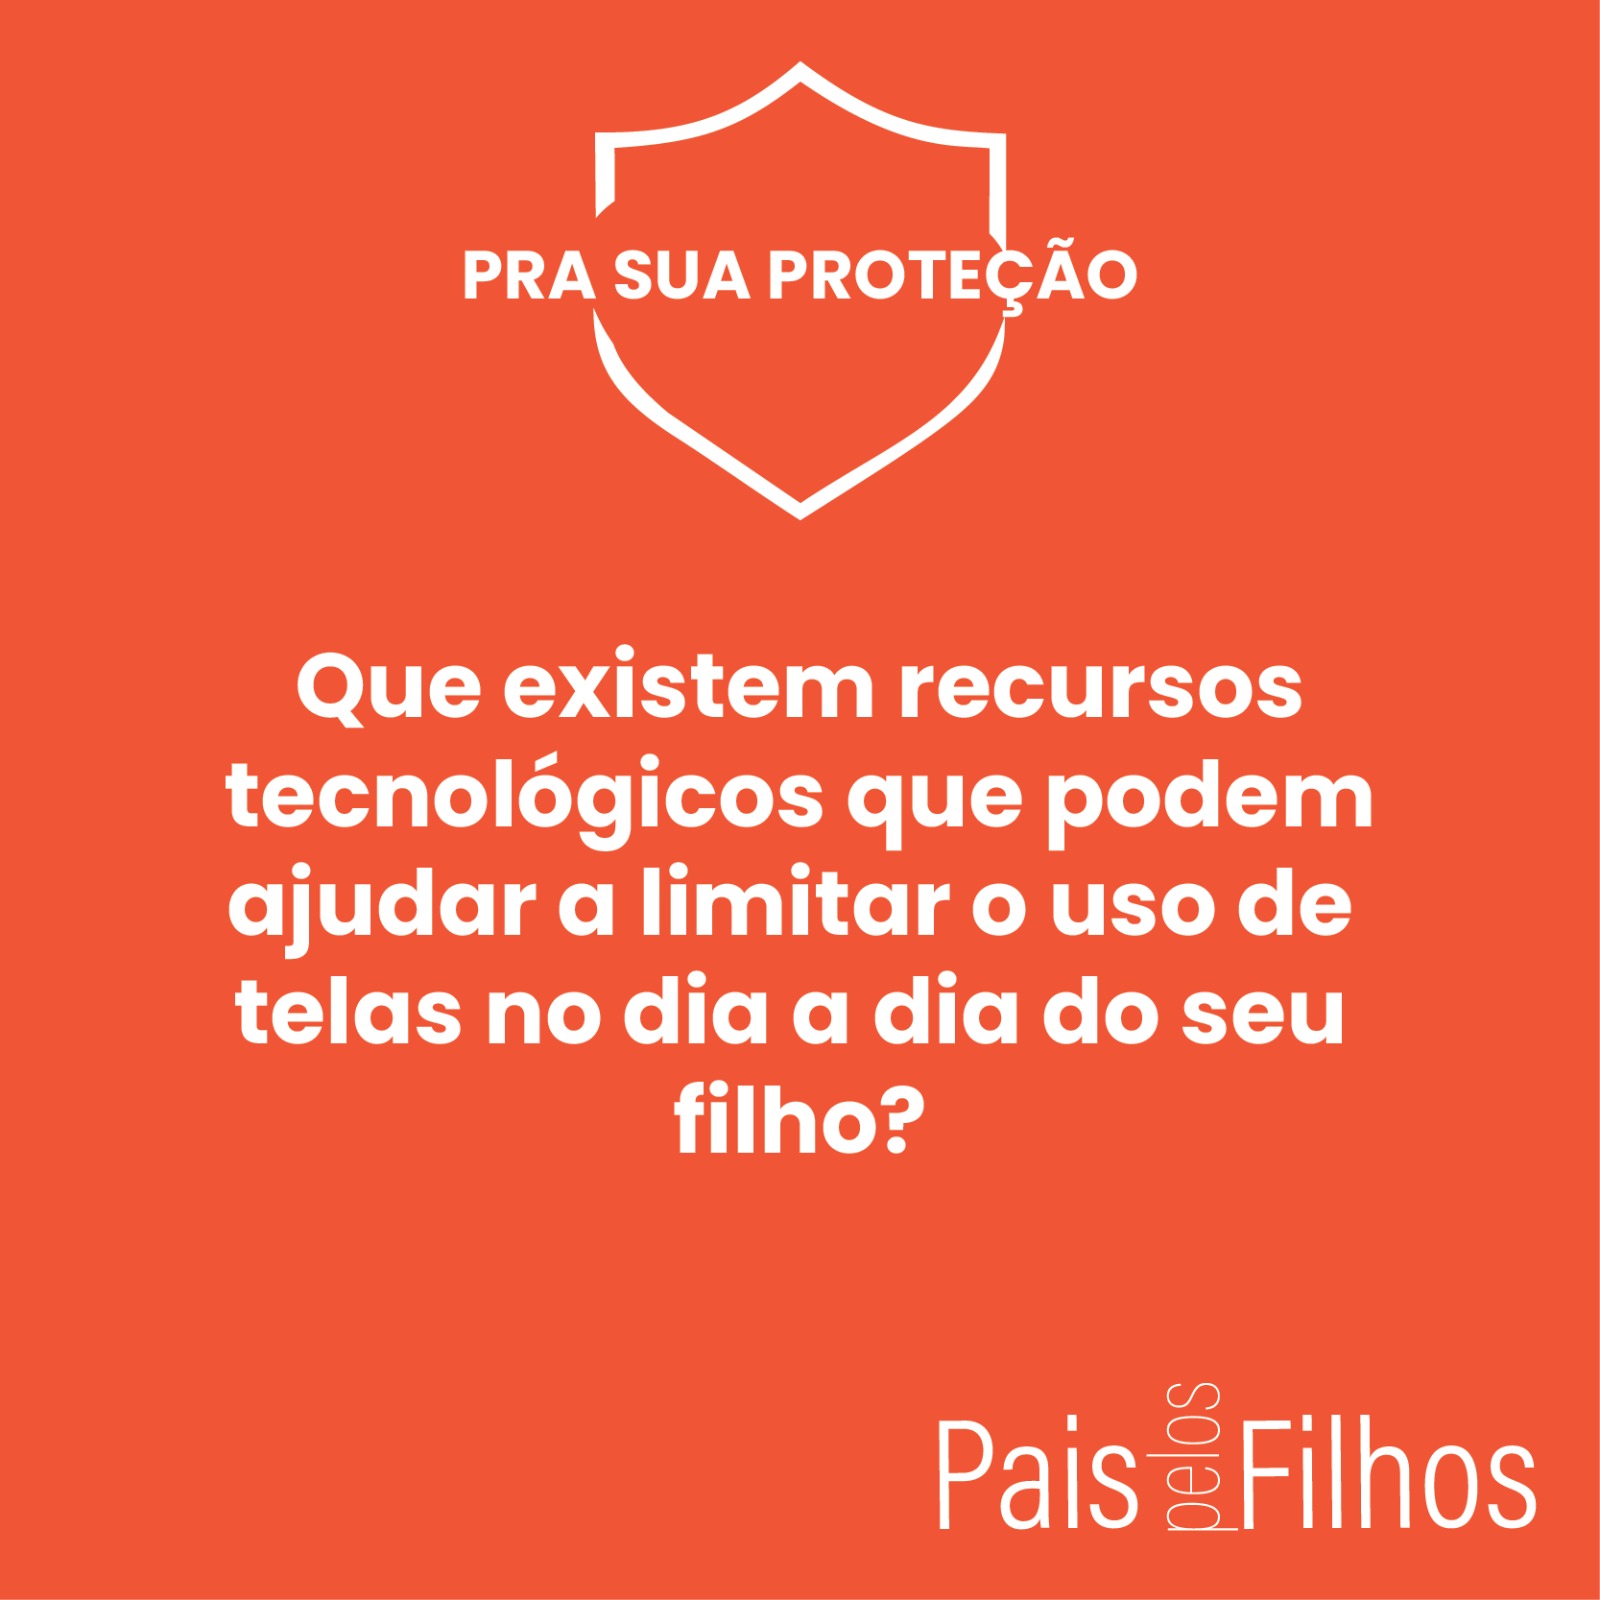 PRA SUA PROTEÇÃO
Que existem recursos
tecnológicos que podem
ajudar a limitar o uso de
telas no dia a dia do seu
filho?
Pais pelos Filhos